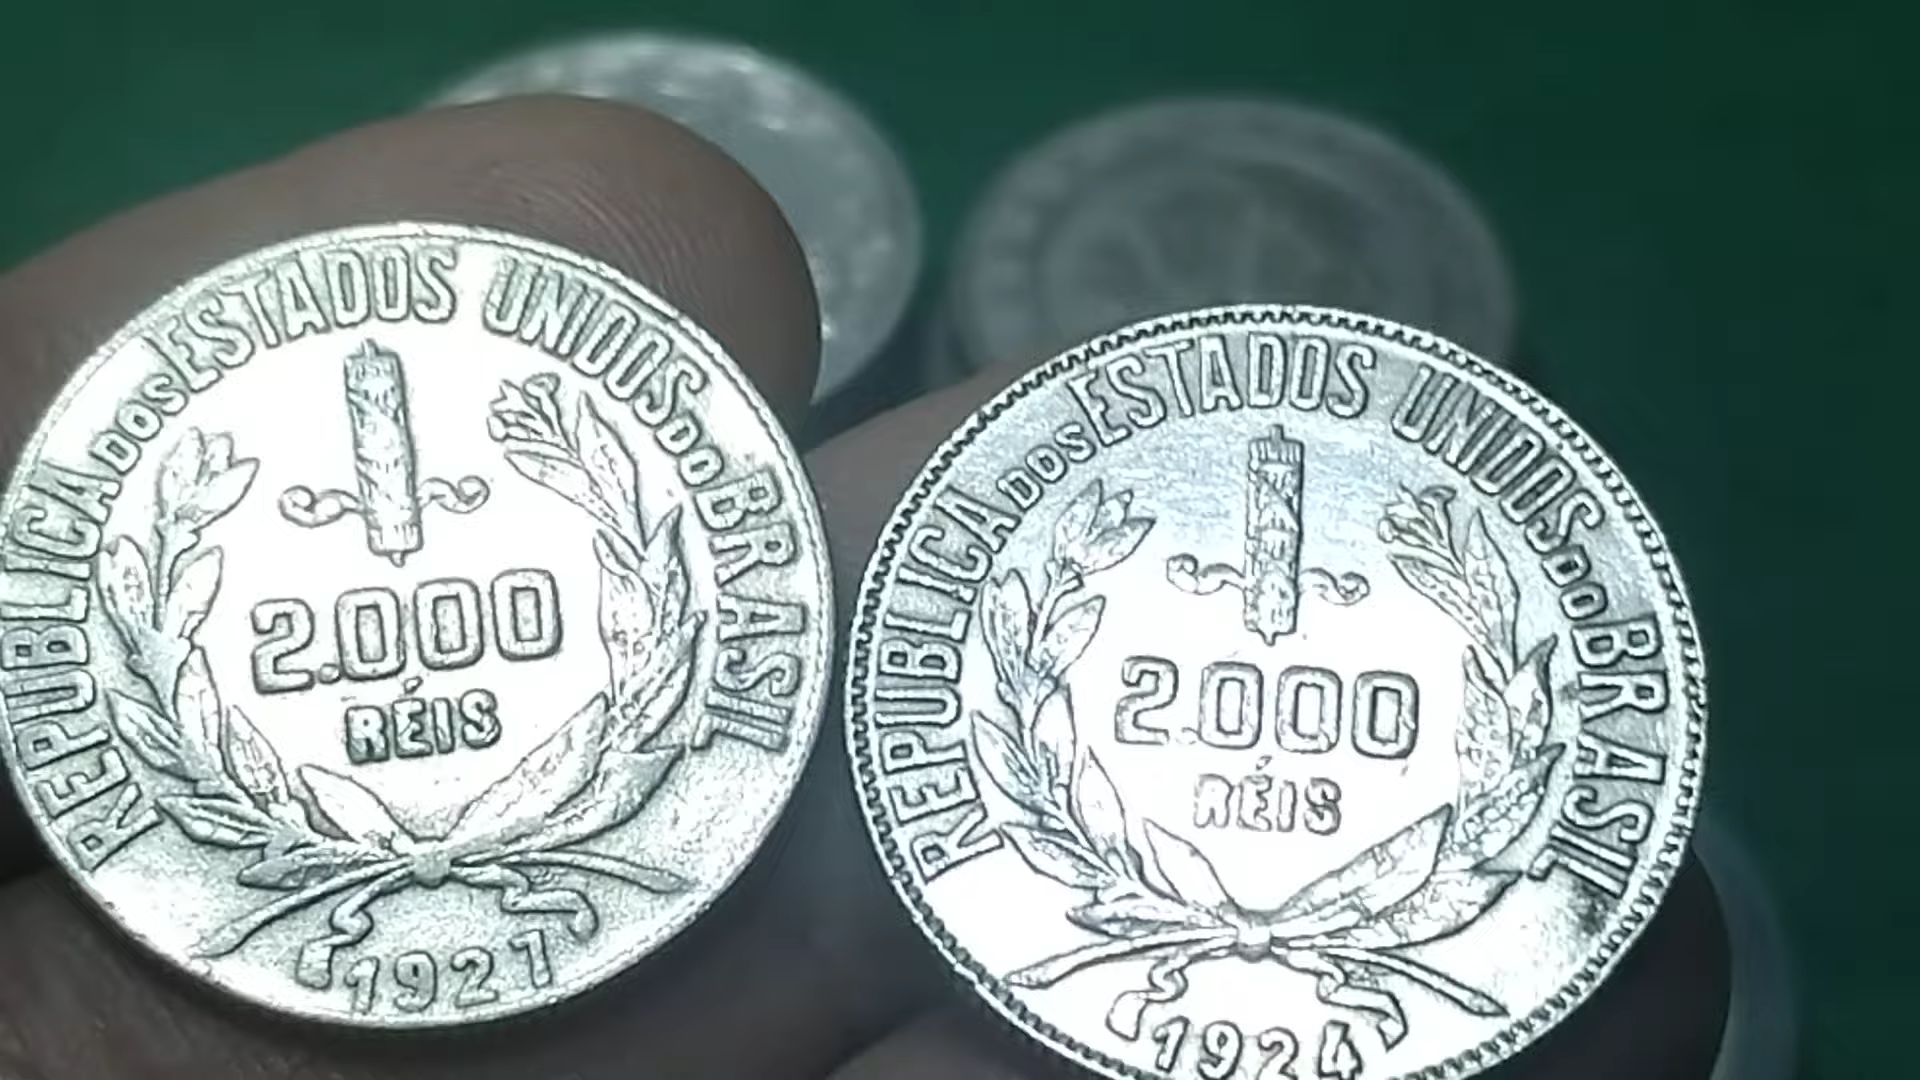 REPUBLICA DOS ESTADOS UNIDOS DO BRASIL
2.000
RÉIS
1927
REPUBLICA DOS ESTADOS UNIDOS DO BRASIL
2.000
RÉIS
1924